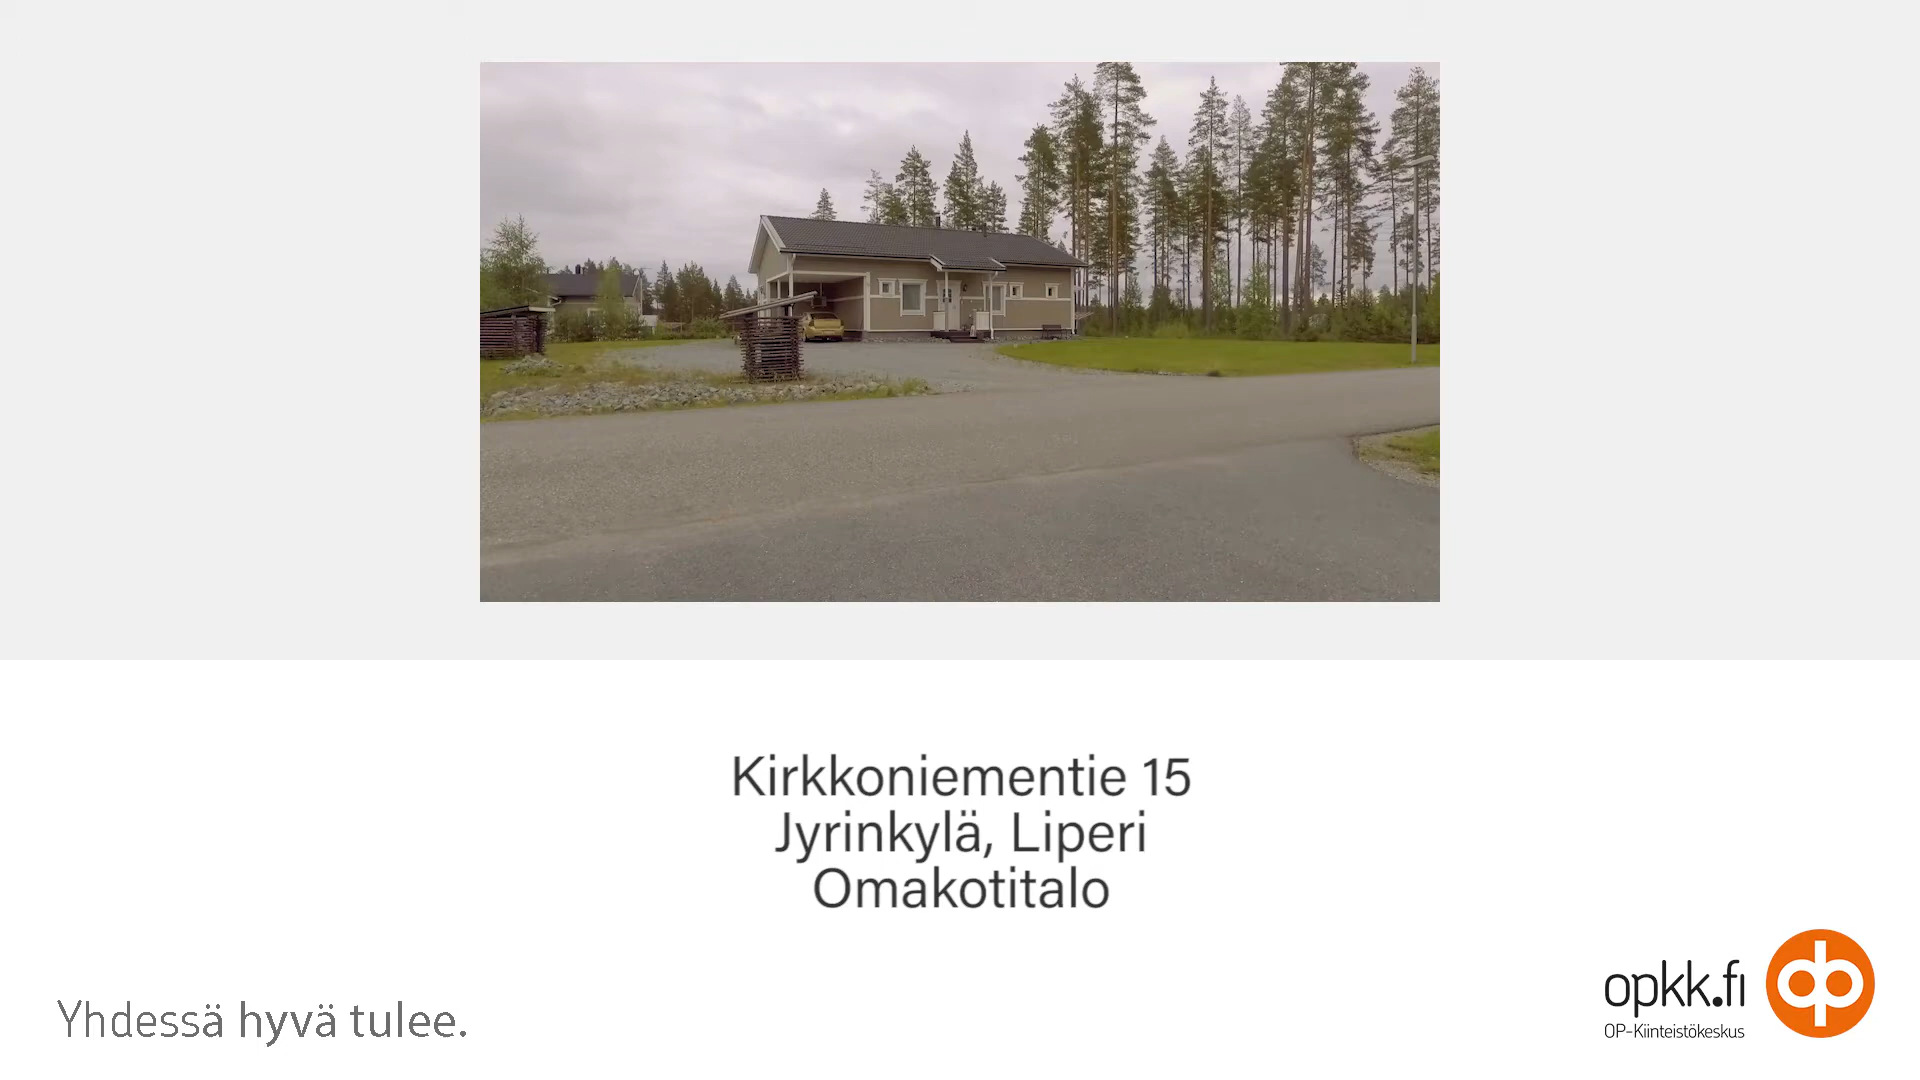 Kirkkoniementie 15
Jyrinkylä, Liperi
Omakotitalo
Yhdessä hyvä tulee.
opkk.fi
OP-Kiinteistökeskus